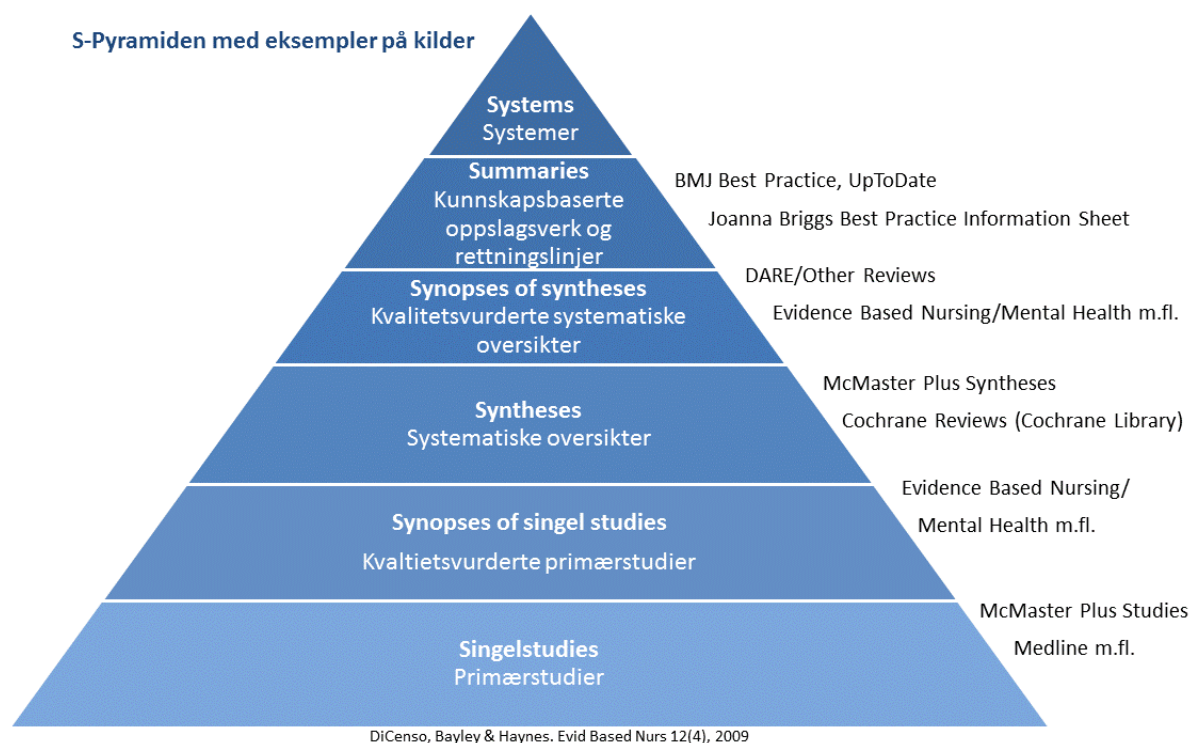 S-Pyramiden med eksempler på kilder
Systems
Systemer
Summaries
Kunnskapsbaserte
oppslagsverk og
rettningslinjer
BMJ Best Practice, UpToDate
Joanna Briggs Best Practice Information Sheet
Synopses of syntheses
Kvalitetsvurderte systematiske
oversikter
DARE/Other Reviews
Evidence Based Nursing/Mental Health m.fl.
Syntheses
Systematiske oversikter
McMaster Plus Syntheses
Cochrane Reviews (Cochrane Library)
Synopses of singel studies
Kvaltietsvurderte primærstudier
Evidence Based Nursing/
Mental Health m.fl.
Singelstudies
Primærstudier
McMaster Plus Studies
Medline m.fl.
DiCenso, Bayley & Haynes. Evid Based Nurs 12(4), 2009